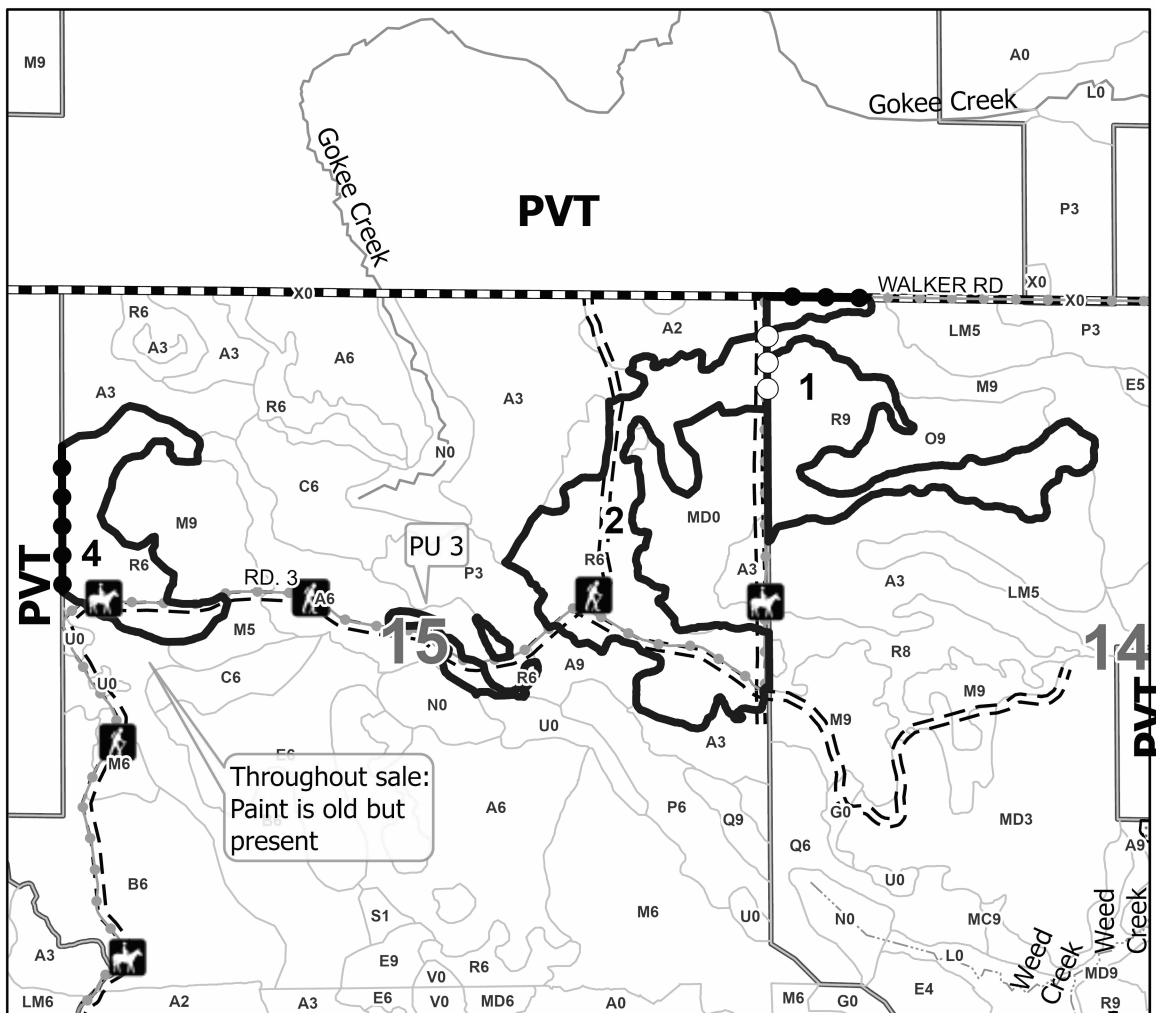 M9
A0
L0
Gokee Creek
Gokee Creek
PVT
P3
X0
WALKER RD
X0
X0
R6
A3
A3
A6
A2
LM5
P3
A3
R6
A3
1
M9
E5
R9
O9
N0
C6
M9
2
MD0
PU 3
PVT
4
R6
RD. 3
P3
R6
A3
A3
LM5
A6
U0
M5
15
R8
14
C6
A9
R6
U0
N0
U0
M9
M9
PVT
A3
E6
M6
Throughout sale:
Paint is old but
present
A6
P6
Q9
G0
MD3
Q6
A9
B6
U0
S1
M6
U0
N0
MC9
Weed
Creek
Weed
Creek
A3
E9
V0
R6
L0
MD9
LM6
A2
A3
E6
V0
MD6
A0
M6
G0
E4
R9